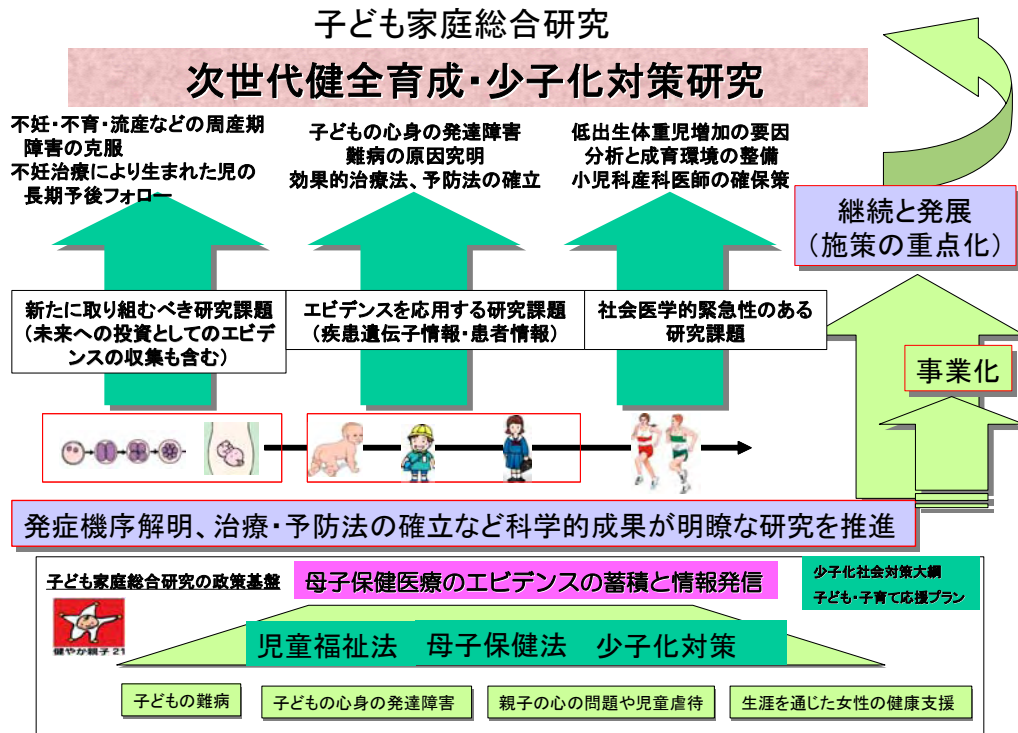 子ども家庭総合研究
次世代健全育成・少子化対策研究
不妊・不育・流産などの周産期
障害の克服
不妊治療により生まれた児の
長期予後フォロー
子どもの心身の発達障害
難病の原因究明
効果的治療法、予防法の確立
低出生体重児増加の要因
分析と成育環境の整備
小児科産科医師の確保策
継続と発展
（施策の重点化）
新たに取り組むべき研究課題
（未来への投資としてのエビデ
ンスの収集も含む）
エビデンスを応用する研究課題
（疾患遺伝子情報・患者情報）
社会医学的緊急性のある
研究課題
事業化
発症機序解明、治療・予防法の確立など科学的成果が明瞭な研究を推進
子ども家庭総合研究の政策基盤
母子保健医療のエビデンスの蓄積と情報発信
少子化社会対策大綱
子ども・子育て応援プラン
健やか親子21
児童福祉法 母子保健法 少子化対策
子どもの難病
子どもの心身の発達障害
親子の心の問題や児童虐待
生涯を通じた女性の健康支援